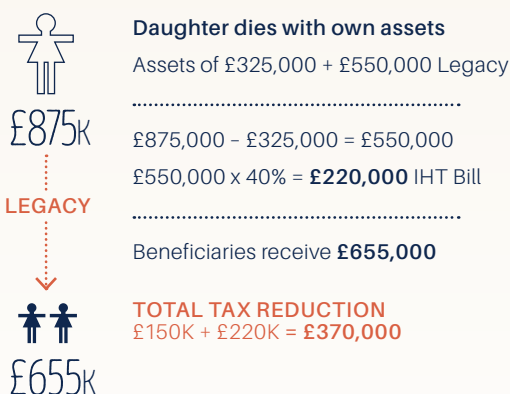 Daughter dies with own assets
Assets of £325,000 + £550,000 Legacy
£875K
£875,000 – £325,000 = £550,000
£550,000 x 40% = £220,000 IHT Bill
LEGACY
Beneficiaries receive £655,000
TOTAL TAX REDUCTION
£150K + £220K = £370,000
£655K